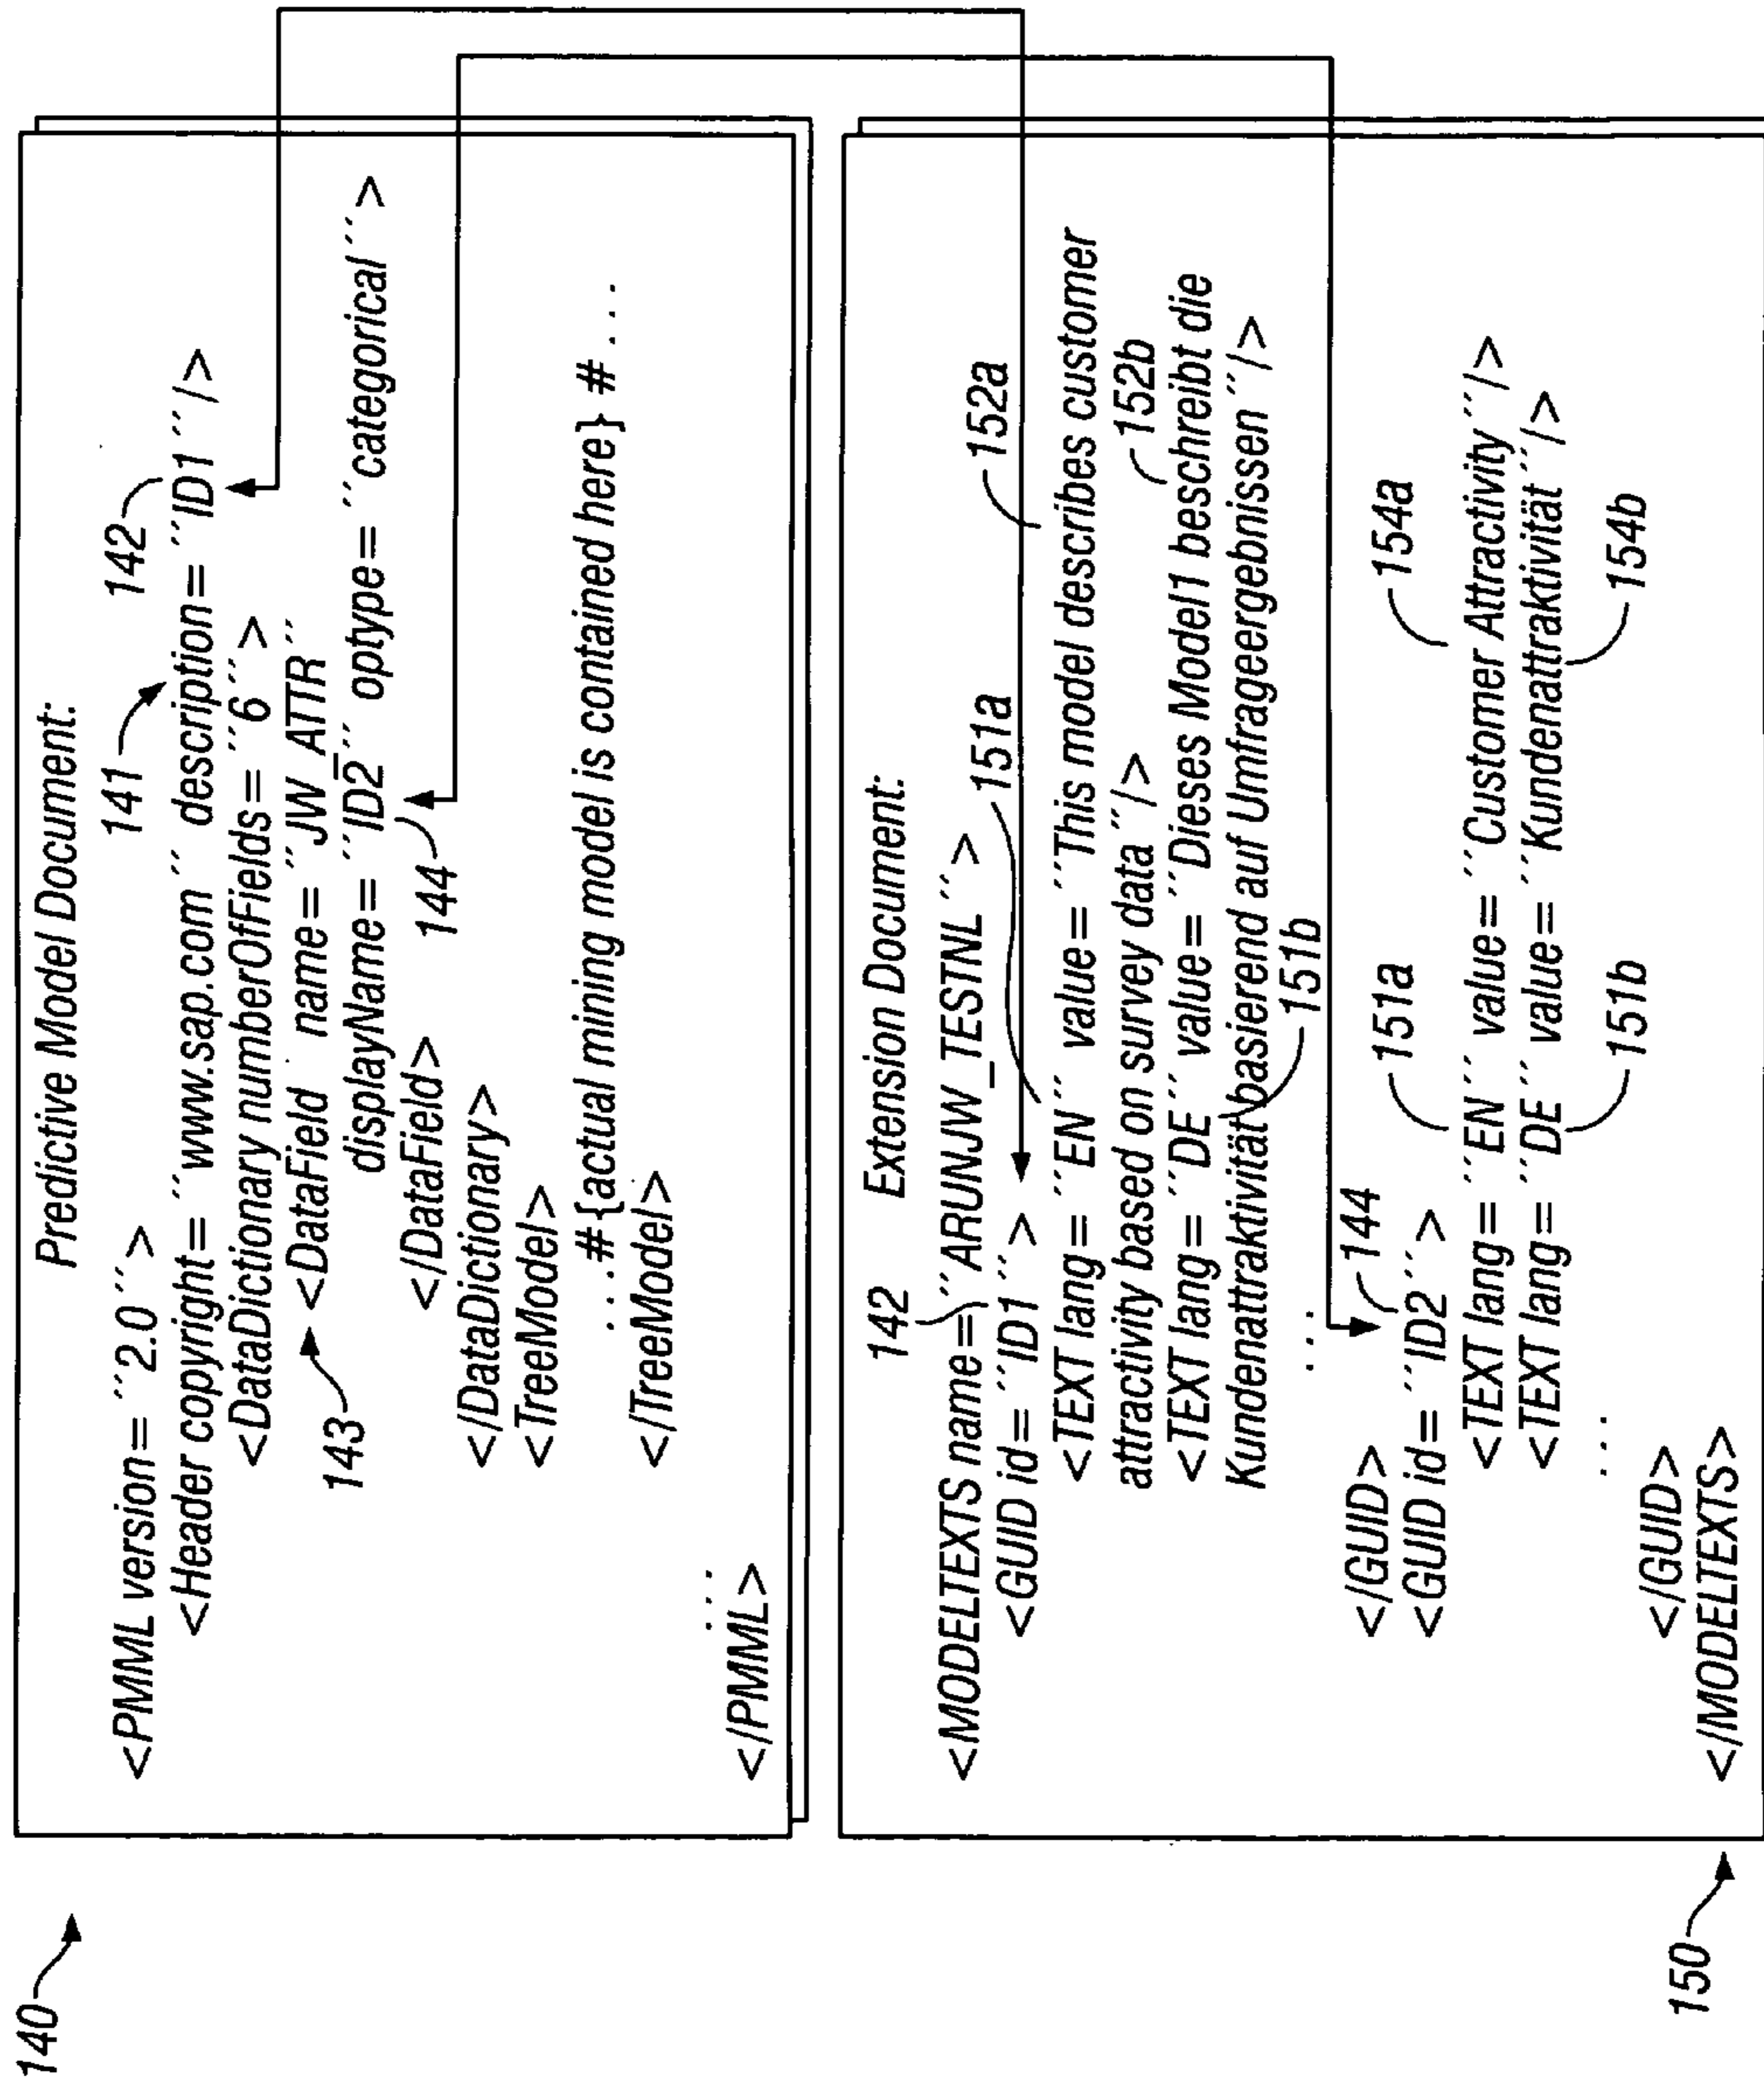 140
Predictive Model Document:
141
142
<PMML version=´´2.0´´>
<Header copyright=´´www.sap.com´´ description=´´ID1´´/>
<DataDictionary numberOfFields=´´6´´>
143
<DataField name=´´JW_ATTR´´
displayName=´´ID2´´ optype=´´categorical´´>
</DataField>
144
</DataDictionary>
<TreeModel>
...#{actual mining model is contained here}#...
</TreeModel>
...
</PMML>
150
142
Extension Document:
<MODELTEXTS name=´´ARUNJW_TESTNL´´>
151a
152a
<GUID id=´´ID1´´>
<TEXT lang=´´EN´´ value=´´This model describes customer
attractivity based on survey data´´/>
152b
<TEXT lang=´´DE´´ value=´´Dieses Model1 beschreibt die
Kundenattraktivität basierend auf Umfrageergebnissen´´/>
151b
...
</GUID>
144
<GUID id=´´ID2´´>
151a
154a
<TEXT lang=´´EN´´ value=´´Customer Attractivity´´/>
<TEXT lang=´´DE´´ value=´´Kundenattraktivität´´/>
151b
154b
...
</GUID>
</MODELTEXTS>